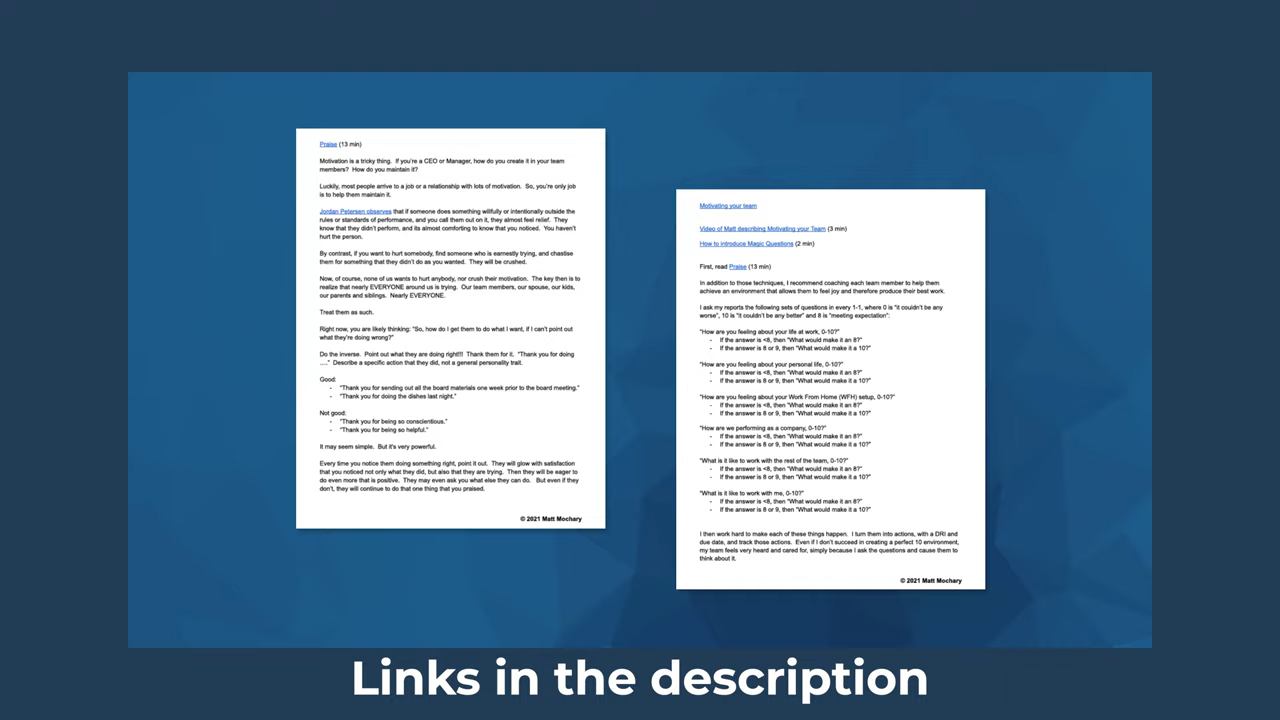 Praise (13 min)
Motivation is a tricky thing. If you're a CEO or Manager, how do you create it in your team
members? How do you maintain it?
Luckily, most people arrive to a job or a relationship with lots of motivation. So, you're only job
is to help them maintain it.
Jordan Petersen observes that if someone does something willfully or intentionally outside the
rules or standards of performance, and you call them out on it, they almost feel relief. They
know that they didn't perform, and its almost comforting to know that you noticed. You haven't
hurt the person.
By contrast, if you want to hurt somebody, find someone who is earnestly trying, and chastise
them for something that they didn't do as you wanted. They will be crushed.
Now, of course, none of us wants to hurt anybody, nor crush their motivation. The key then is to
realize that nearly EVERYONE around us is trying. Our team members, our spouse, our kids,
our parents and siblings. Nearly EVERYONE.
Treat them as such.
Right now, you are likely thinking: "So, how do I get them to do what I want, if I can't point out
what they're doing wrong?"
Do the inverse. Point out what they are doing right!!! Thank them for it. "Thank you for doing
...." Describe a specific action that they did, not a general personality trait.
Good:
- "Thank you for sending out all the board materials one week prior to the board meeting."
- "Thank you for doing the dishes last night."
Not good:
- "Thank you for being so conscientious."
- "Thank you for being so helpful."
It may seem simple. But it's very powerful.
Every time you notice them doing something right, point it out. They will glow with satisfaction
that you noticed not only what they did, but also that they are trying. Then they will be eager to
do even more that is positive. They may even ask you what else they can do. But even if they
don't, they will continue to do that one thing that you praised.
© 2021 Matt Mochary
Motivating your team
Video of Matt describing Motivating your Team (3 min)
How to introduce Magic Questions (2 min)
First, read Praise (13 min)
In addition to those techniques, I recommend coaching each team member to help them
achieve an environment that allows them to feel joy and therefore produce their best work.
I ask my reports the following sets of questions in every 1-1, where 0 is "it couldn't be any
worse", 10 is "it couldn't be any better" and 8 is "meeting expectation":
"How are you feeling about your life at work, 0-10?"
- If the answer is <8, then "What would make it an 8?"
- If the answer is 8 or 9, then "What would make it a 10?"
"How are you feeling about your personal life, 0-10?"
- If the answer is <8, then "What would make it an 8?"
- If the answer is 8 or 9, then "What would make it a 10?"
"How are you feeling about your Work From Home (WFH) setup, 0-10?"
- If the answer is <8, then "What would make it an 8?"
- If the answer is 8 or 9, then "What would make it a 10?"
"How are we performing as a company, 0-10?"
- If the answer is <8, then "What would make it an 8?"
- If the answer is 8 or 9, then "What would make it a 10?"
"What is it like to work with the rest of the team, 0-10?"
- If the answer is <8, then "What would make it an 8?"
- If the answer is 8 or 9, then "What would make it a 10?"
"What is it like to work with me, 0-10?"
- If the answer is <8, then "What would make it an 8?"
- If the answer is 8 or 9, then "What would make it a 10?"
I then work hard to make each of these things happen. I turn them into actions, with a DRI and
due date, and track those actions. Even if I don't succeed in creating a perfect 10 environment,
my team feels very heard and cared for, simply because I ask the questions and cause them to
think about it.
© 2021 Matt Mochary
Links in the description